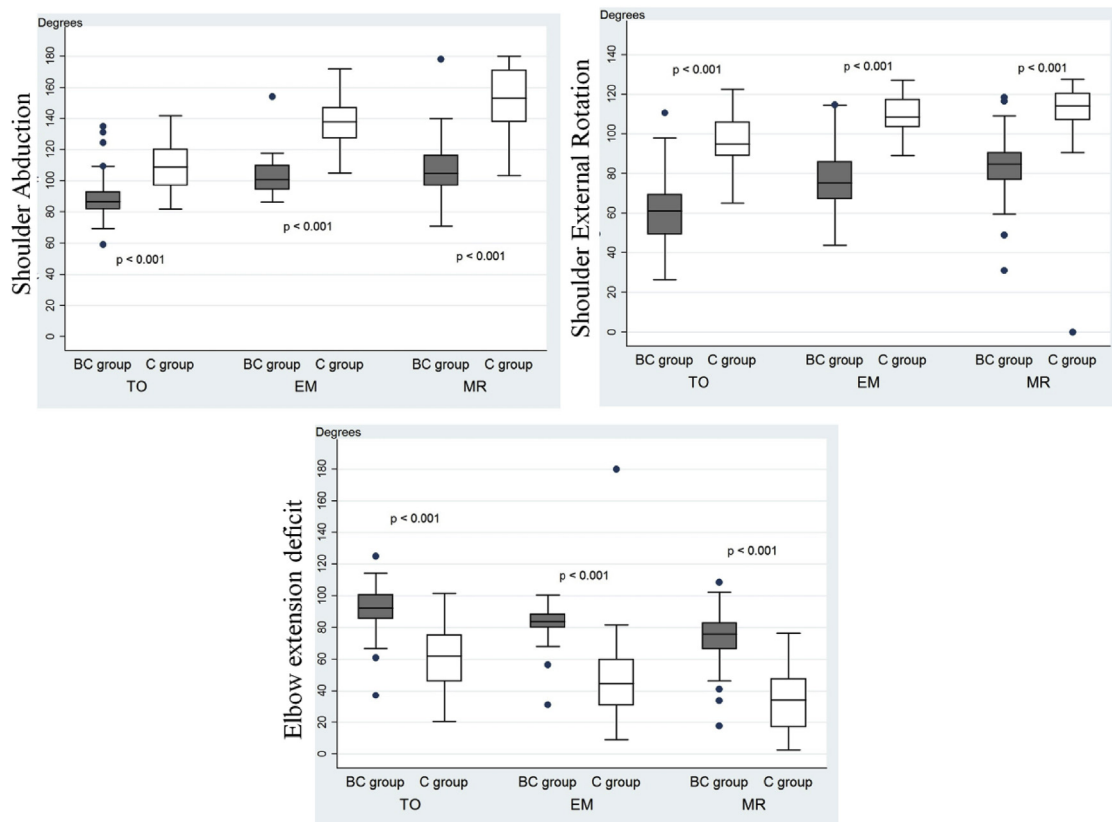 Degrees
Shoulder Abduction
180
160
140
120
100
80
60
40
20
0
p < 0.001
p < 0.001
p < 0.001
BC group C group BC group C group BC group C group
TO EM MR
Degrees
Shoulder External Rotation
140
120
100
80
60
40
20
0
p < 0.001
p < 0.001
p < 0.001
BC group C group BC group C group BC group C group
TO EM MR
Degrees
Elbow extension deficit
180
160
140
120
100
80
60
40
20
0
p < 0.001
p < 0.001
p < 0.001
BC group C group BC group C group BC group C group
TO EM MR